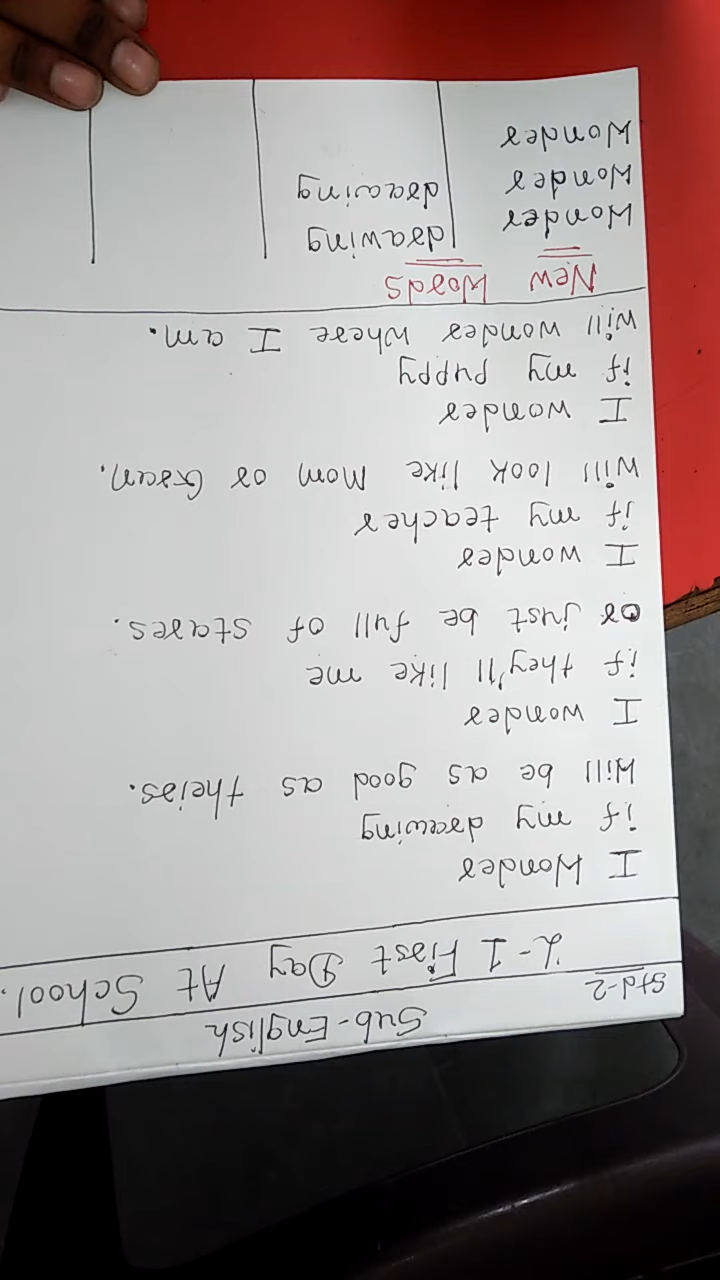 Sub-English
Std-2
L-1 First Day At School.
I Wonder
if my drawing
Will be as good as theirs.
I wonder
if they'll like me
or just be full of stares.
I wonder
if my teacher
will look like Mom or Gram.
I wonder
if my puppy
will wonder where I am.
New Words
Wonder drawing
Wonder drawing
Wonder